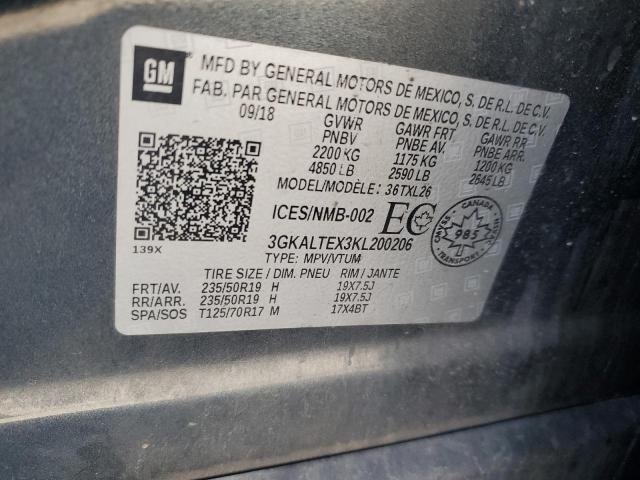 GM
MFD BY GENERAL MOTORS DE MEXICO, S. DE R.L. DE C.V.
FAB. PAR GENERAL MOTORS DE MEXICO, S. DE R.L. DE C.V.
09/18 GVWR GAWR FRT GAWR RR
PNBV PNBE AV. PNBE ARR.
2200 KG 1175 KG 1200 KG
4850 LB 2590 LB 2645 LB
MODEL/MODÈLE: 36TXL26
ICES/NMB-002 EC
CANADA
985
TRANSPORT
CMVSS
NSVAC
139X
3GKALTEX3KL200206
TYPE: MPV/VTUM
TIRE SIZE / DIM. PNEU RIM / JANTE
FRT/AV. 235/50R19 H 19X7.5J
RR/ARR. 235/50R19 H 19X7.5J
SPA/SOS T125/70R17 M 17X4BT